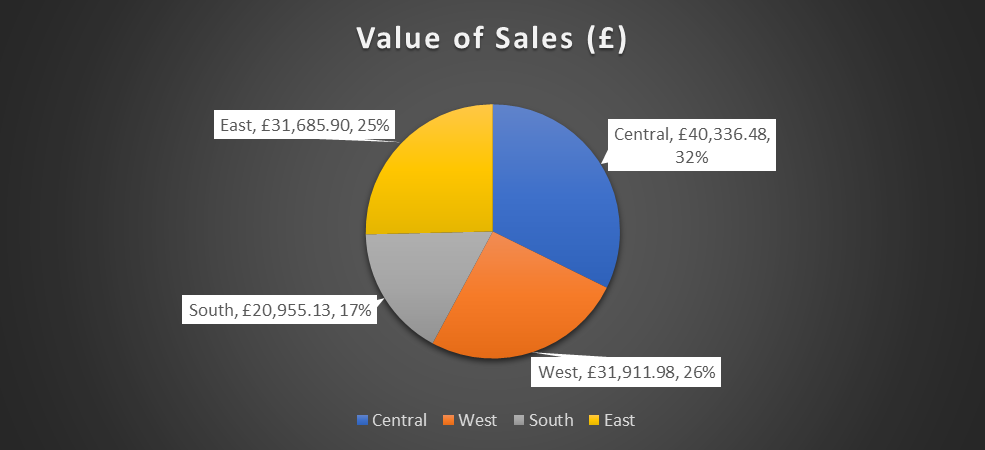 Value of Sales (£)
East, £31,685.90, 25%
Central, £40,336.48,
32%
South, £20,955.13, 17%
West, £31,911.98, 26%
Central West South East